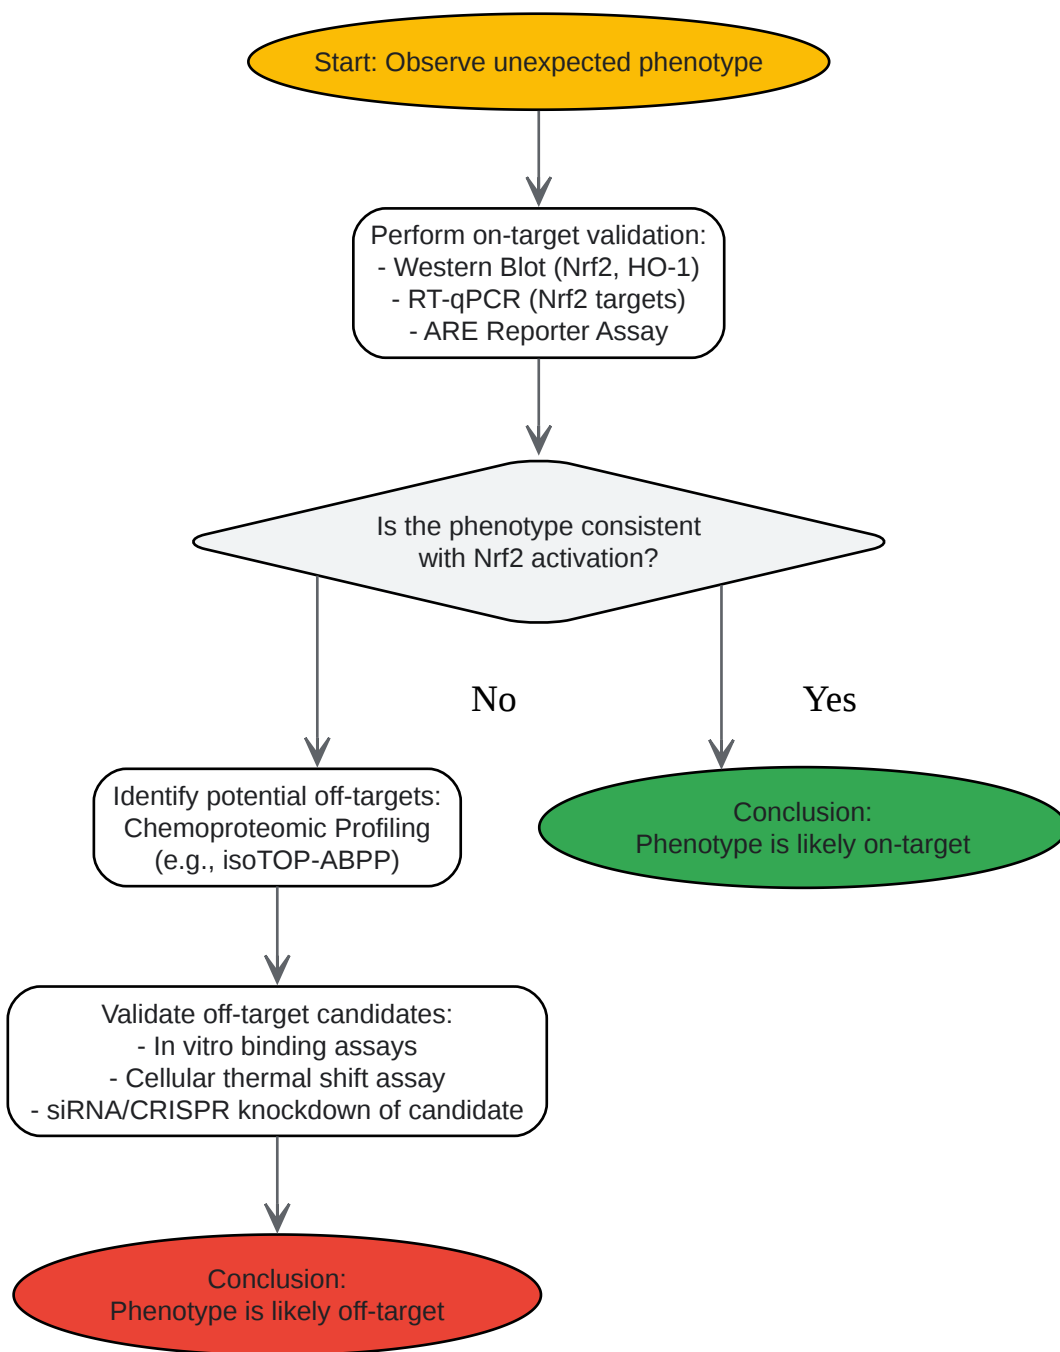 Start: Observe unexpected phenotype
Perform on-target validation:
- Western Blot (Nrf2, HO-1)
- RT-qPCR (Nrf2 targets)
- ARE Reporter Assay
Is the phenotype consistent
with Nrf2 activation?
No
Yes
Identify potential off-targets:
Chemoproteomic Profiling
(e.g., isoTOP-ABPP)
Conclusion:
Phenotype is likely on-target
Validate off-target candidates:
- In vitro binding assays
- Cellular thermal shift assay
- siRNA/CRISPR knockdown of candidate
Conclusion:
Phenotype is likely off-target